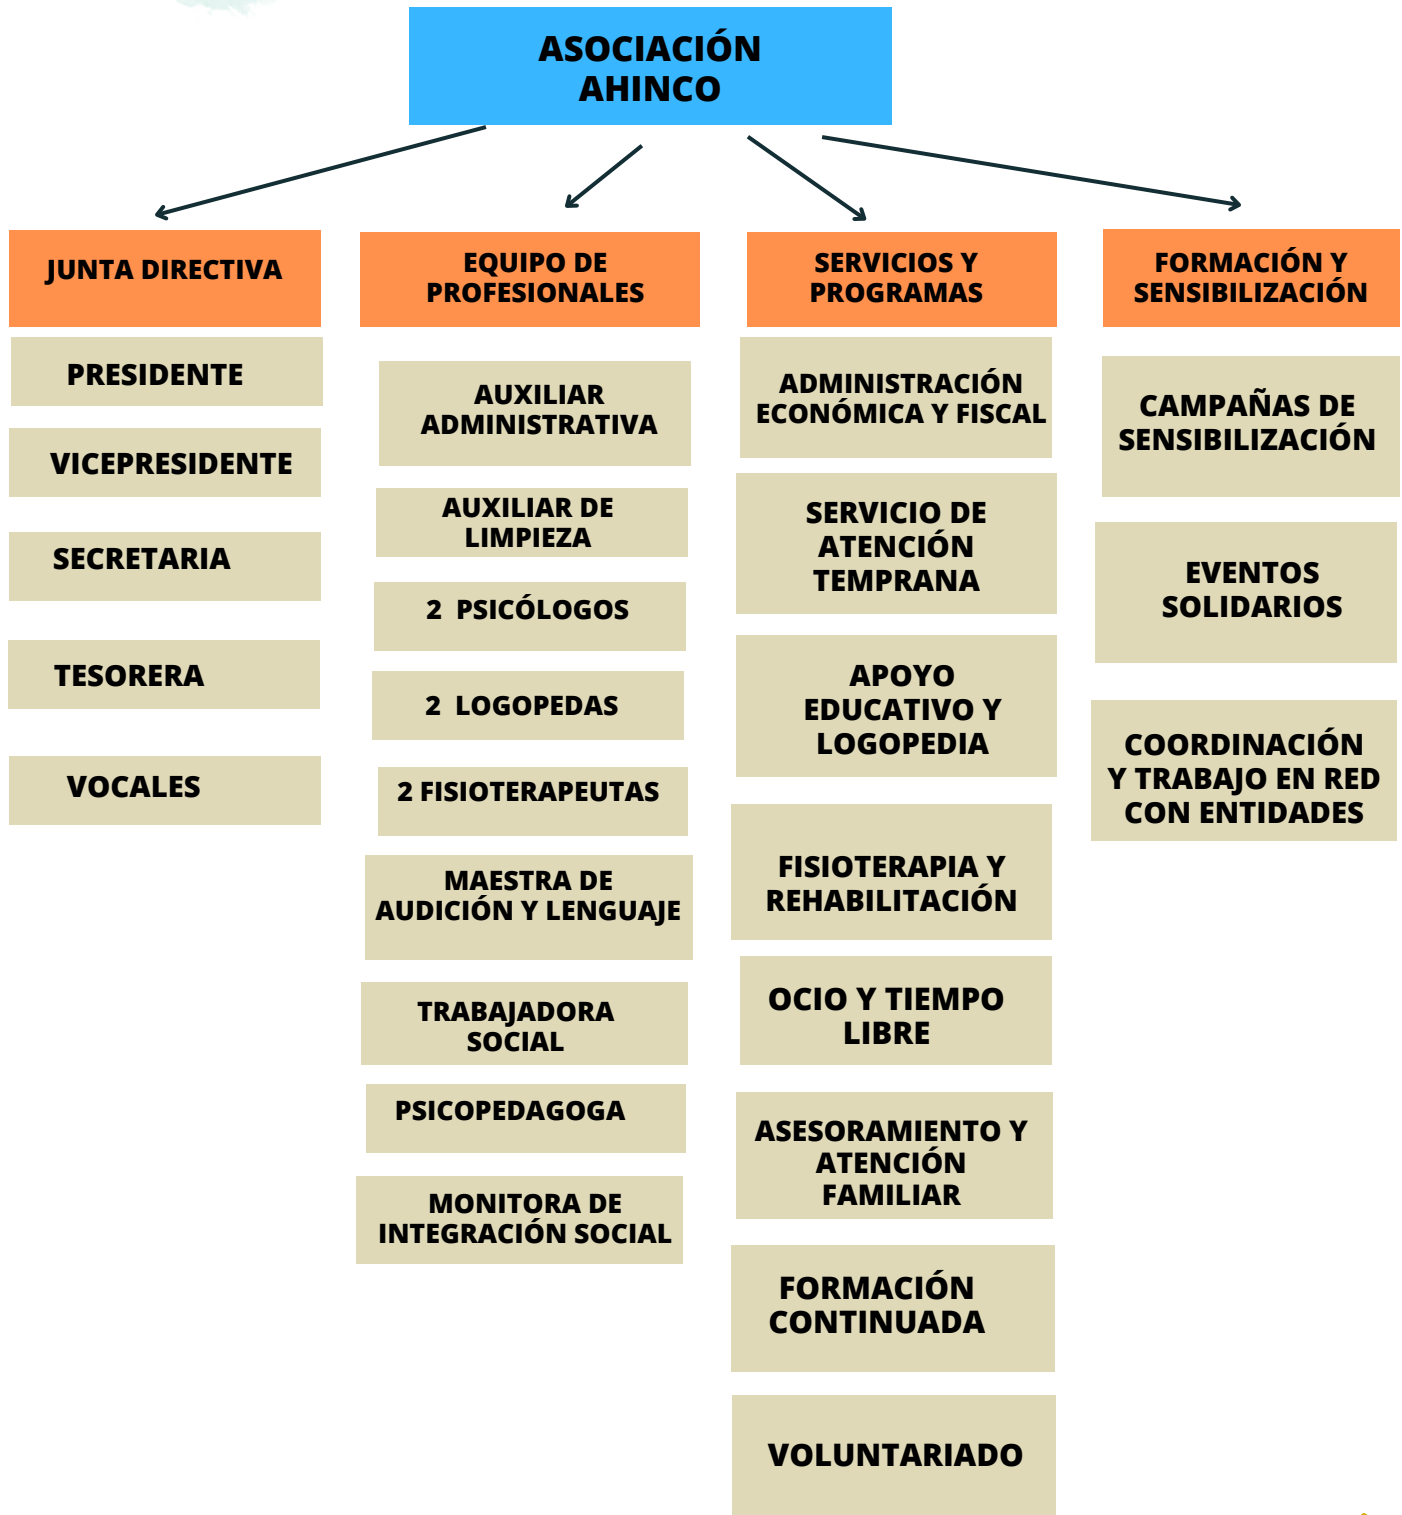 ASOCIACIÓN
AHINCO
JUNTA DIRECTIVA
PRESIDENTE
VICEPRESIDENTE
SECRETARIA
TESORERA
VOCALES
EQUIPO DE
PROFESIONALES
AUXILIAR
ADMINISTRATIVA
AUXILIAR DE
LIMPIEZA
2 PSICÓLOGOS
2 LOGOPEDAS
2 FISIOTERAPEUTAS
MAESTRA DE
AUDICIÓN Y LENGUAJE
TRABAJADORA
SOCIAL
PSICOPEDAGOGA
MONITORA DE
INTEGRACIÓN SOCIAL
SERVICIOS Y
PROGRAMAS
ADMINISTRACIÓN
ECONÓMICA Y FISCAL
SERVICIO DE
ATENCIÓN
TEMPRANA
APOYO
EDUCATIVO Y
LOGOPEDIA
FISIOTERAPIA Y
REHABILITACIÓN
OCIO Y TIEMPO
LIBRE
ASESORAMIENTO Y
ATENCIÓN
FAMILIAR
FORMACIÓN
CONTINUADA
VOLUNTARIADO
FORMACIÓN Y
SENSIBILIZACIÓN
CAMPAÑAS DE
SENSIBILIZACIÓN
EVENTOS
SOLIDARIOS
COORDINACIÓN
Y TRABAJO EN RED
CON ENTIDADES